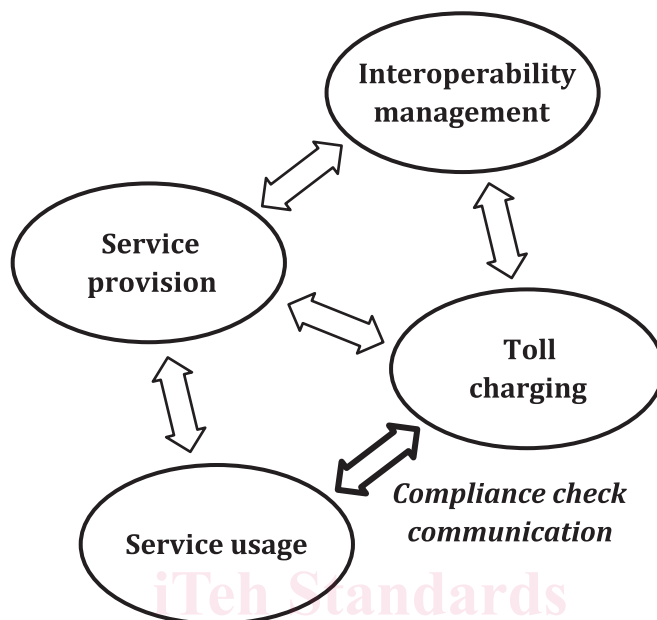 Interoperability
management
Service
provision
Toll
charging
Compliance check
communication
Service usage
iTeh Standards